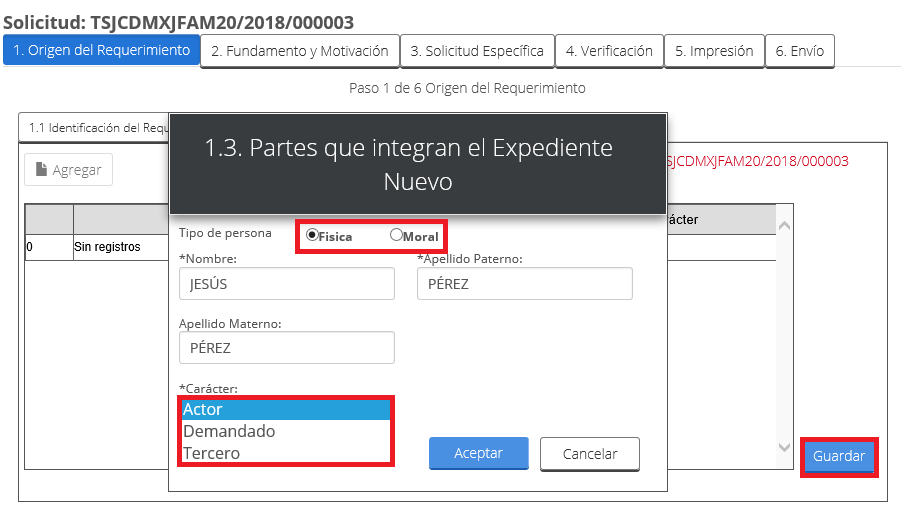 Solicitud: TSJCDMXJFAM20/2018/000003
1. Origen del Requerimiento 2. Fundamento y Motivación 3. Solicitud Específica 4. Verificación 5. Impresión 6. Envío
Paso 1 de 6 Origen del Requerimiento
1.1 Identificación del Requ
1.3. Partes que integran el Expediente
Nuevo
Agregar
SJCDMXJFAM20/2018/000003
ácter
0 Sin registros
Tipo de persona Fisica Moral
*Nombre: *Apellido Paterno:
JESÚS PÉREZ
Apellido Materno:
PÉREZ
*Carácter:
Actor
Demandado
Tercero
Aceptar Cancelar
Guardar